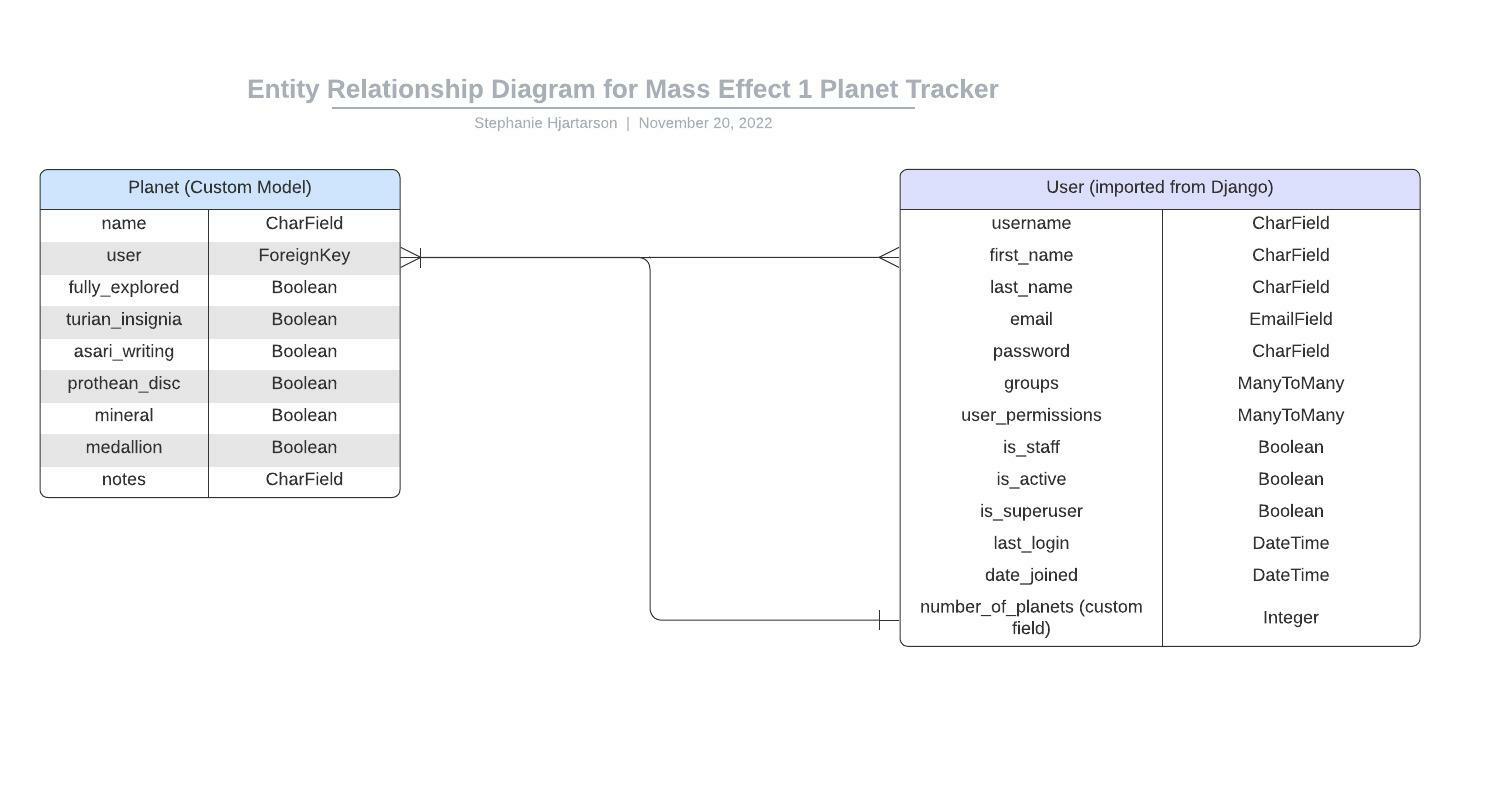 Entity Relationship Diagram for Mass Effect 1 Planet Tracker
Stephanie Hjartarson | November 20, 2022
Planet (Custom Model)
name CharField
user ForeignKey
fully_explored Boolean
turian_insignia Boolean
asari_writing Boolean
prothean_disc Boolean
mineral Boolean
medallion Boolean
notes CharField
User (imported from Django)
username CharField
first_name CharField
last_name CharField
email EmailField
password CharField
groups ManyToMany
user_permissions ManyToMany
is_staff Boolean
is_active Boolean
is_superuser Boolean
last_login DateTime
date_joined DateTime
number_of_planets (custom
field) Integer